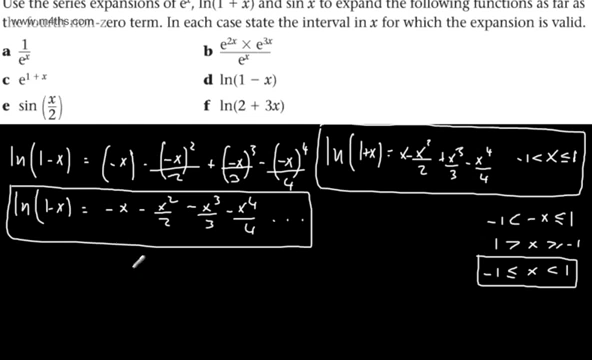 Use the series expansions of eˣ, ln(1 + x) and sin x to expand the following functions as far as
the fourth non-zero term. In each case state the interval in x for which the expansion is valid.
www.m4ths.com
a 1/eˣ
b (e²ˣ × e³ˣ)/eˣ
c e¹⁺ˣ
d ln(1 − x)
e sin (x/2)
f ln(2 + 3x)
ln(1-x) = (-x) - (-x)²/2 + (-x)³/3 - (-x)⁴/4
ln(1+x) = x - x²/2 + x³/3 - x⁴/4 -1 < x ≤ 1
ln(1-x) = -x - x²/2 - x³/3 - x⁴/4 ...
-1 < -x ≤ 1
1 > x ≥ -1
-1 ≤ x < 1